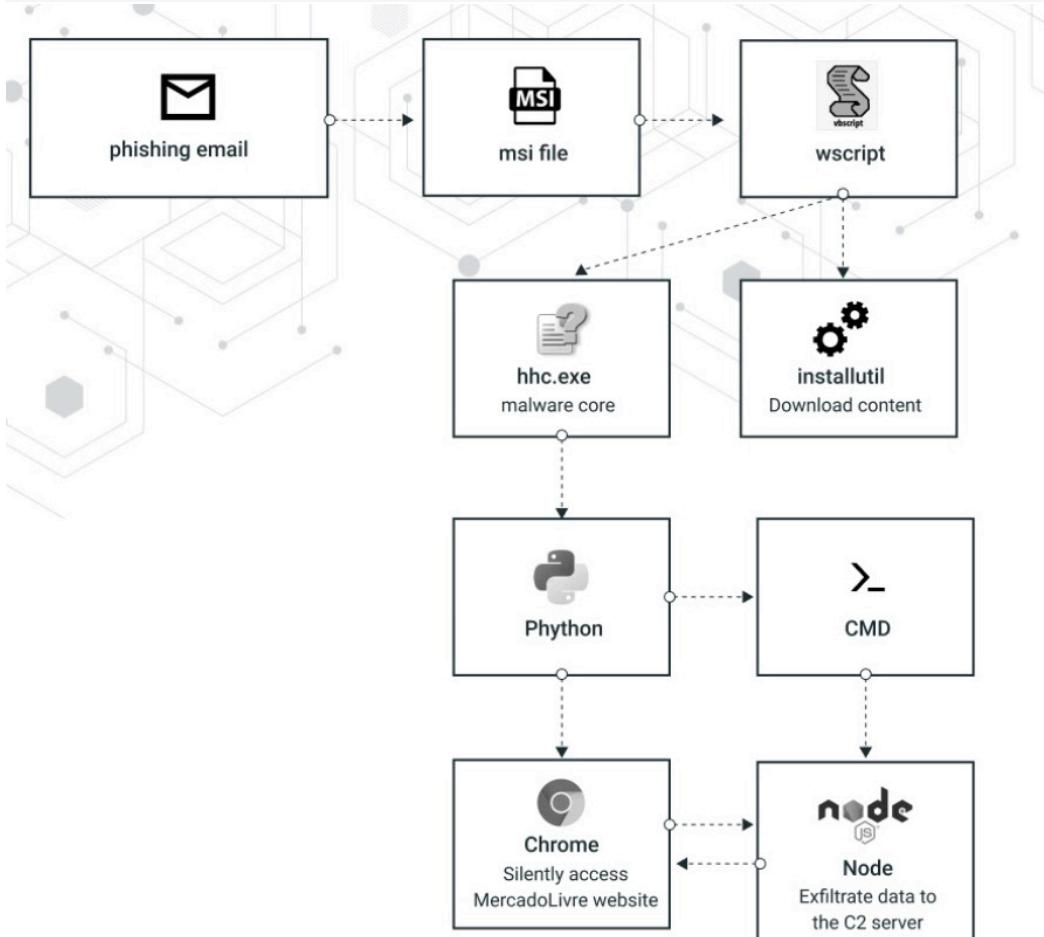 phishing email
MSI
msi file
vbscript
wscript
hhc.exe
malware core
installutil
Download content
Phython
CMD
Chrome
Silently access
MercadoLivre website
node
JS
Node
Exfiltrate data to
the C2 server